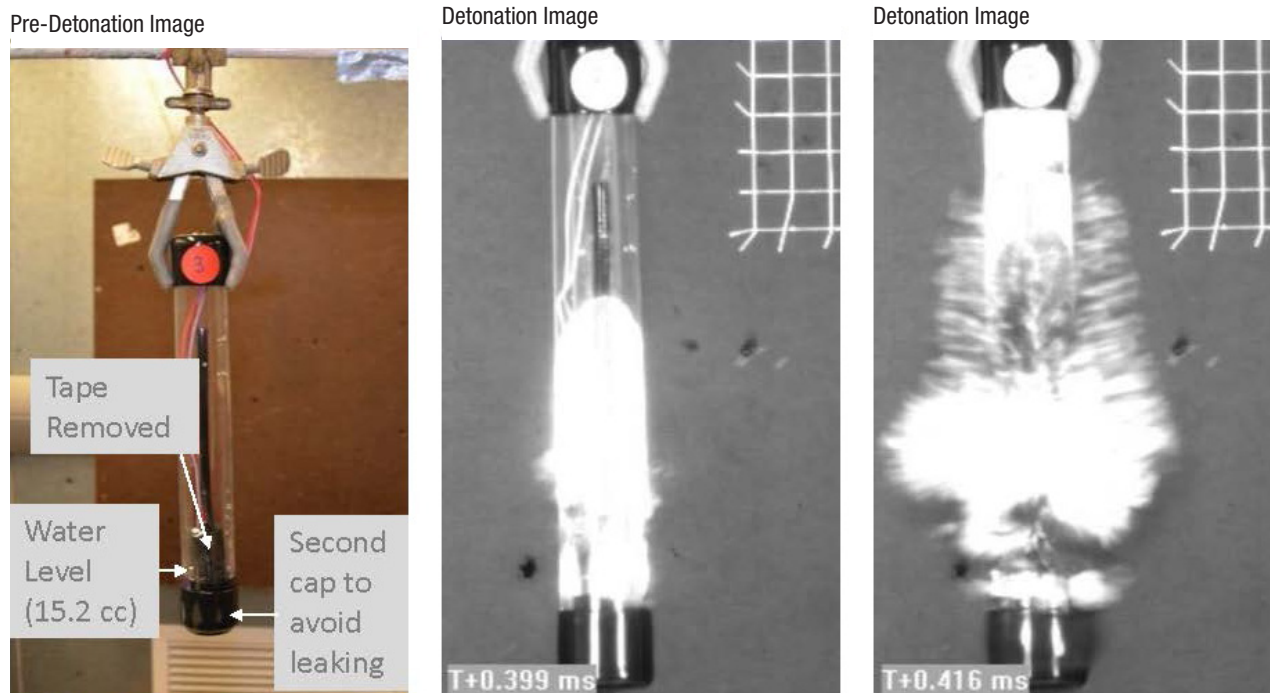 Pre-Detonation Image
Detonation Image
Detonation Image
3
Tape
Removed
Water
Level
(15.2 cc)
Second
cap to
avoid
leaking
T+0.399 ms
T+0.416 ms